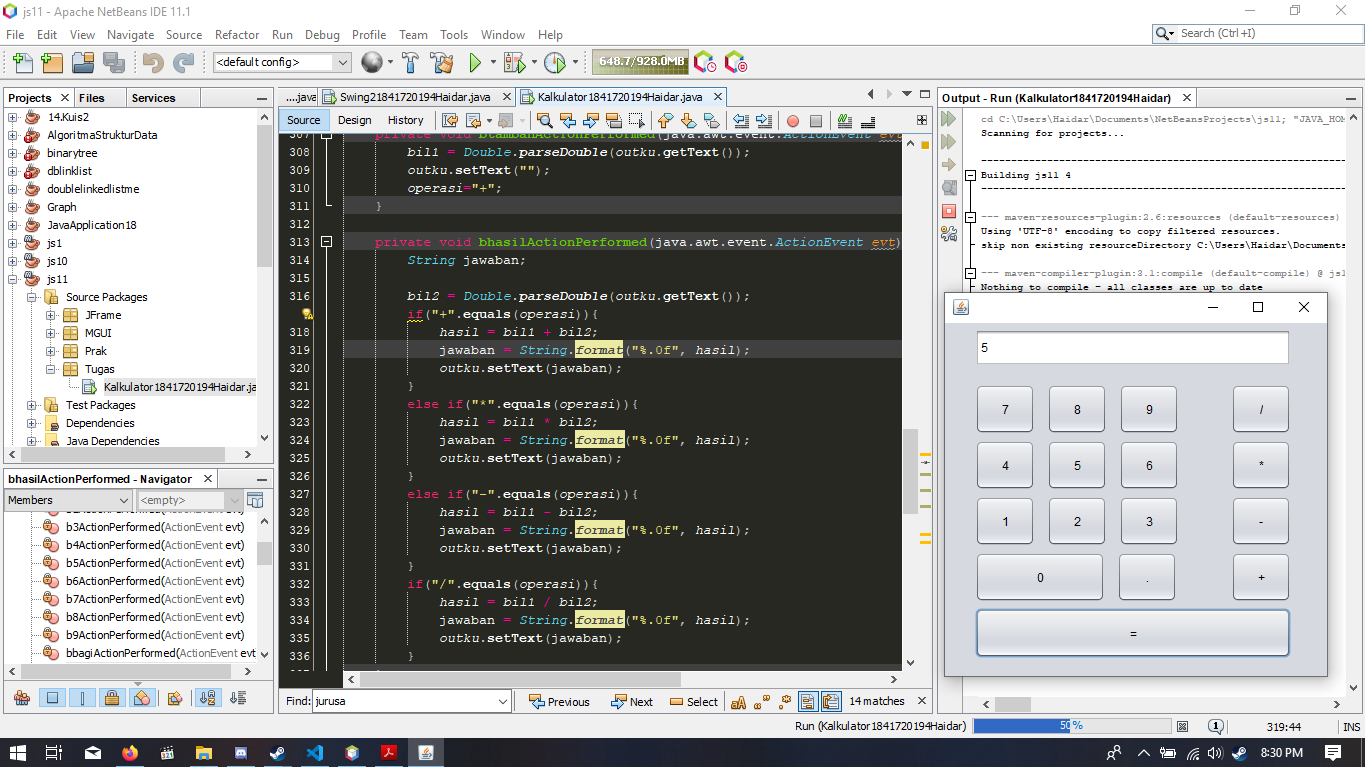 js11 - Apache NetBeans IDE 11.1
File Edit View Navigate Source Refactor Run Debug Profile Team Tools Window Help
Search (Ctrl +I)
<default config>
648.7/928.0MB
Projects Files Services
14.Kuis2
AlgoritmaStrukturData
binarytree
dblinklist
doublelinkedlistme
Graph
JavaApplication18
js1
js10
js11
Source Packages
JFrame
MGUI
Prak
Tugas
Kalkulator1841720194Haidar.ja
Test Packages
Dependencies
Java Dependencies
bhasilActionPerformed - Navigator
Members <empty>
b3ActionPerformed(ActionEvent evt)
b4ActionPerformed(ActionEvent evt)
b5ActionPerformed(ActionEvent evt)
b6ActionPerformed(ActionEvent evt)
b7ActionPerformed(ActionEvent evt)
b8ActionPerformed(ActionEvent evt)
b9ActionPerformed(ActionEvent evt)
bbagiActionPerformed(ActionEvent evt
....java Swing21841720194Haidar.java Kalkulator1841720194Haidar.java
Source Design History
307 private void btambahActionPerformed(java.awt.event.ActionEvent evt
308 bil1 = Double.parseDouble(outku.getText());
309 outku.setText("");
310 operasi="+";
311 }
312
313 private void bhasilActionPerformed(java.awt.event.ActionEvent evt)
314 String jawaban;
315
316 bil2 = Double.parseDouble(outku.getText());
if("+".equals(operasi)){
318 hasil = bil1 + bil2;
319 jawaban = String.format("%.0f", hasil);
320 outku.setText(jawaban);
321 }
322 else if("*".equals(operasi)){
323 hasil = bil1 * bil2;
324 jawaban = String.format("%.0f", hasil);
325 outku.setText(jawaban);
326 }
327 else if("-".equals(operasi)){
328 hasil = bil1 - bil2;
329 jawaban = String.format("%.0f", hasil);
330 outku.setText(jawaban);
331 }
332 if("/".equals(operasi)){
333 hasil = bil1 / bil2;
334 jawaban = String.format("%.0f", hasil);
335 outku.setText(jawaban);
336 }
Find: jurusa Previous Next Select 14 matches
Output - Run (Kalkulator1841720194Haidar)
cd C:\Users\Haidar\Documents\NetBeansProjects\js11; "JAVA_HOM
Scanning for projects...
Building js11 4
--- maven-resources-plugin:2.6:resources (default-resources)
Using 'UTF-8' encoding to copy filtered resources.
skip non existing resourceDirectory C:\Users\Haidar\Documents
--- maven-compiler-plugin:3.1:compile (default-compile) @ js1
Nothing to compile - all classes are up to date
5
7 8 9 /
4 5 6 *
1 2 3 -
0 . +
=
Run (Kalkulator1841720194Haidar) 50% 1 319:44 INS
8:30 PM